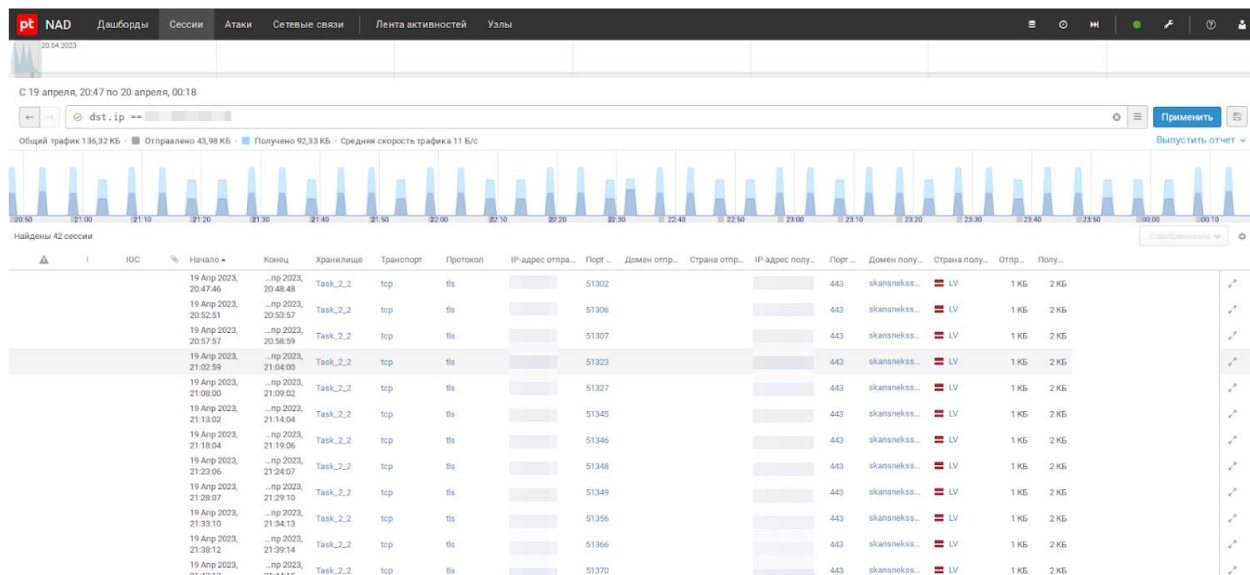 pt NAD Дашборды Сессии Атаки Сетевые связи Лента активностей Узлы
20.04.2023
С 19 апреля, 20:47 по 20 апреля, 00:18
dst.ip == Применить
Общий трафик 136,32 КБ · Отправлено 43,98 КБ · Получено 92,33 КБ · Средняя скорость трафика 11 Б/с Выпустить отчет
20:50 21:00 21:10 21:20 21:30 21:40 21:50 22:00 22:10 22:20 22:30 22:40 22:50 23:00 23:10 23:20 23:30 23:40 23:50 00:00 00:10
Найдены 42 сессии С выбранными
! IOC Начало Конец Хранилище Транспорт Протокол IP-адрес отпра... Порт ... Домен отпр... Страна отпр... IP-адрес полу... Порт ... Домен полу... Страна полу... Отпр... Полу...
19 Апр 2023, ...пр 2023,
20:47:46 20:48:48 Task_2_2 tcp tls 51302 443 skansnekss... LV 1 КБ 2 КБ
19 Апр 2023, ...пр 2023,
20:52:51 20:53:57 Task_2_2 tcp tls 51306 443 skansnekss... LV 1 КБ 2 КБ
19 Апр 2023, ...пр 2023,
20:57:57 20:58:59 Task_2_2 tcp tls 51307 443 skansnekss... LV 1 КБ 2 КБ
19 Апр 2023, ...пр 2023,
21:02:59 21:04:00 Task_2_2 tcp tls 51323 443 skansnekss... LV 1 КБ 2 КБ
19 Апр 2023, ...пр 2023,
21:08:00 21:09:02 Task_2_2 tcp tls 51327 443 skansnekss... LV 1 КБ 2 КБ
19 Апр 2023, ...пр 2023,
21:13:02 21:14:04 Task_2_2 tcp tls 51345 443 skansnekss... LV 1 КБ 2 КБ
19 Апр 2023, ...пр 2023,
21:18:04 21:19:06 Task_2_2 tcp tls 51346 443 skansnekss... LV 1 КБ 2 КБ
19 Апр 2023, ...пр 2023,
21:23:06 21:24:07 Task_2_2 tcp tls 51348 443 skansnekss... LV 1 КБ 2 КБ
19 Апр 2023, ...пр 2023,
21:28:07 21:29:10 Task_2_2 tcp tls 51349 443 skansnekss... LV 1 КБ 2 КБ
19 Апр 2023, ...пр 2023,
21:33:10 21:34:13 Task_2_2 tcp tls 51356 443 skansnekss... LV 1 КБ 2 КБ
19 Апр 2023, ...пр 2023,
21:38:12 21:39:14 Task_2_2 tcp tls 51366 443 skansnekss... LV 1 КБ 2 КБ
19 Апр 2023, ...пр 2023,
Task_2_2 tcp tls 51370 443 skansnekss... LV 1 КБ 2 КБ